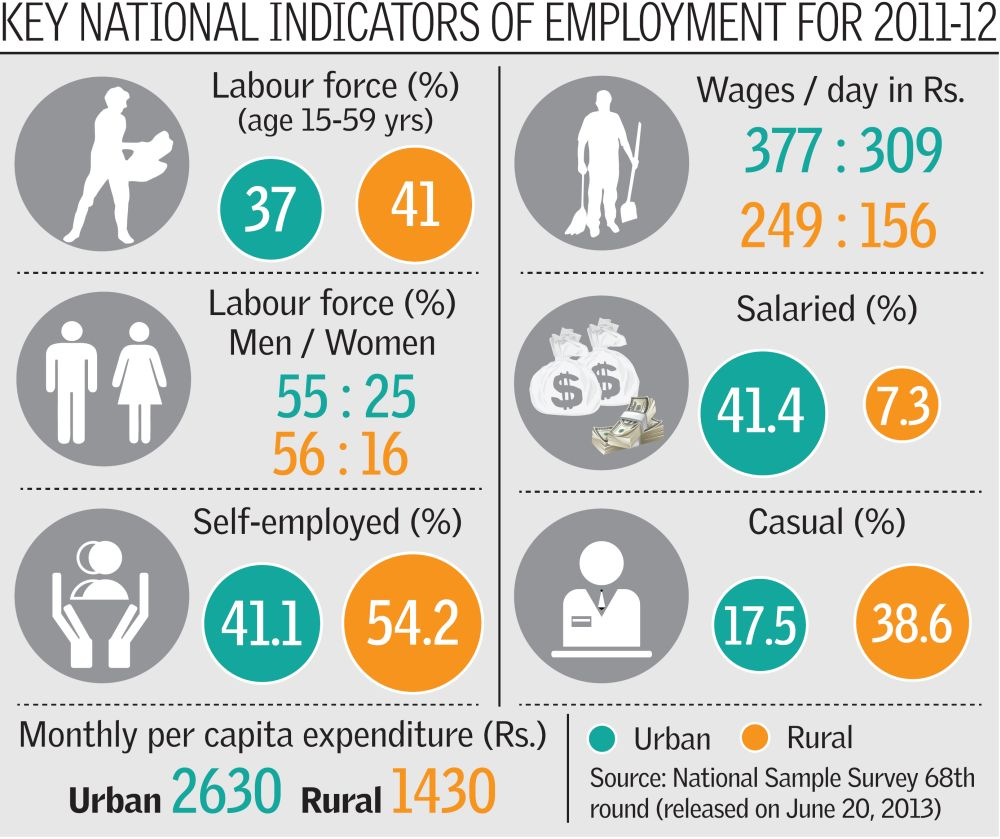 KEY NATIONAL INDICATORS OF EMPLOYMENT FOR 2011-12
Labour force (%)
(age 15-59 yrs)
37 41
Labour force (%)
Men / Women
55 : 25
56 : 16
Self-employed (%)
41.1 54.2
Wages / day in Rs.
377 : 309
249 : 156
Salaried (%)
$ $
41.4 7.3
Casual (%)
17.5 38.6
Monthly per capita expenditure (Rs.)
Urban 2630 Rural 1430
Urban Rural
Source: National Sample Survey 68th
round (released on June 20, 2013)